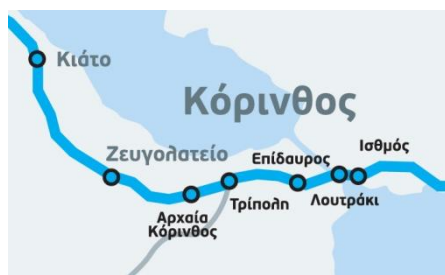 Κιάτο
Κόρινθος
Ζευγολατείο
Επίδαυρος
Ισθμός
Αρχαία
Κόρινθος
Τρίπολη
Λουτράκι